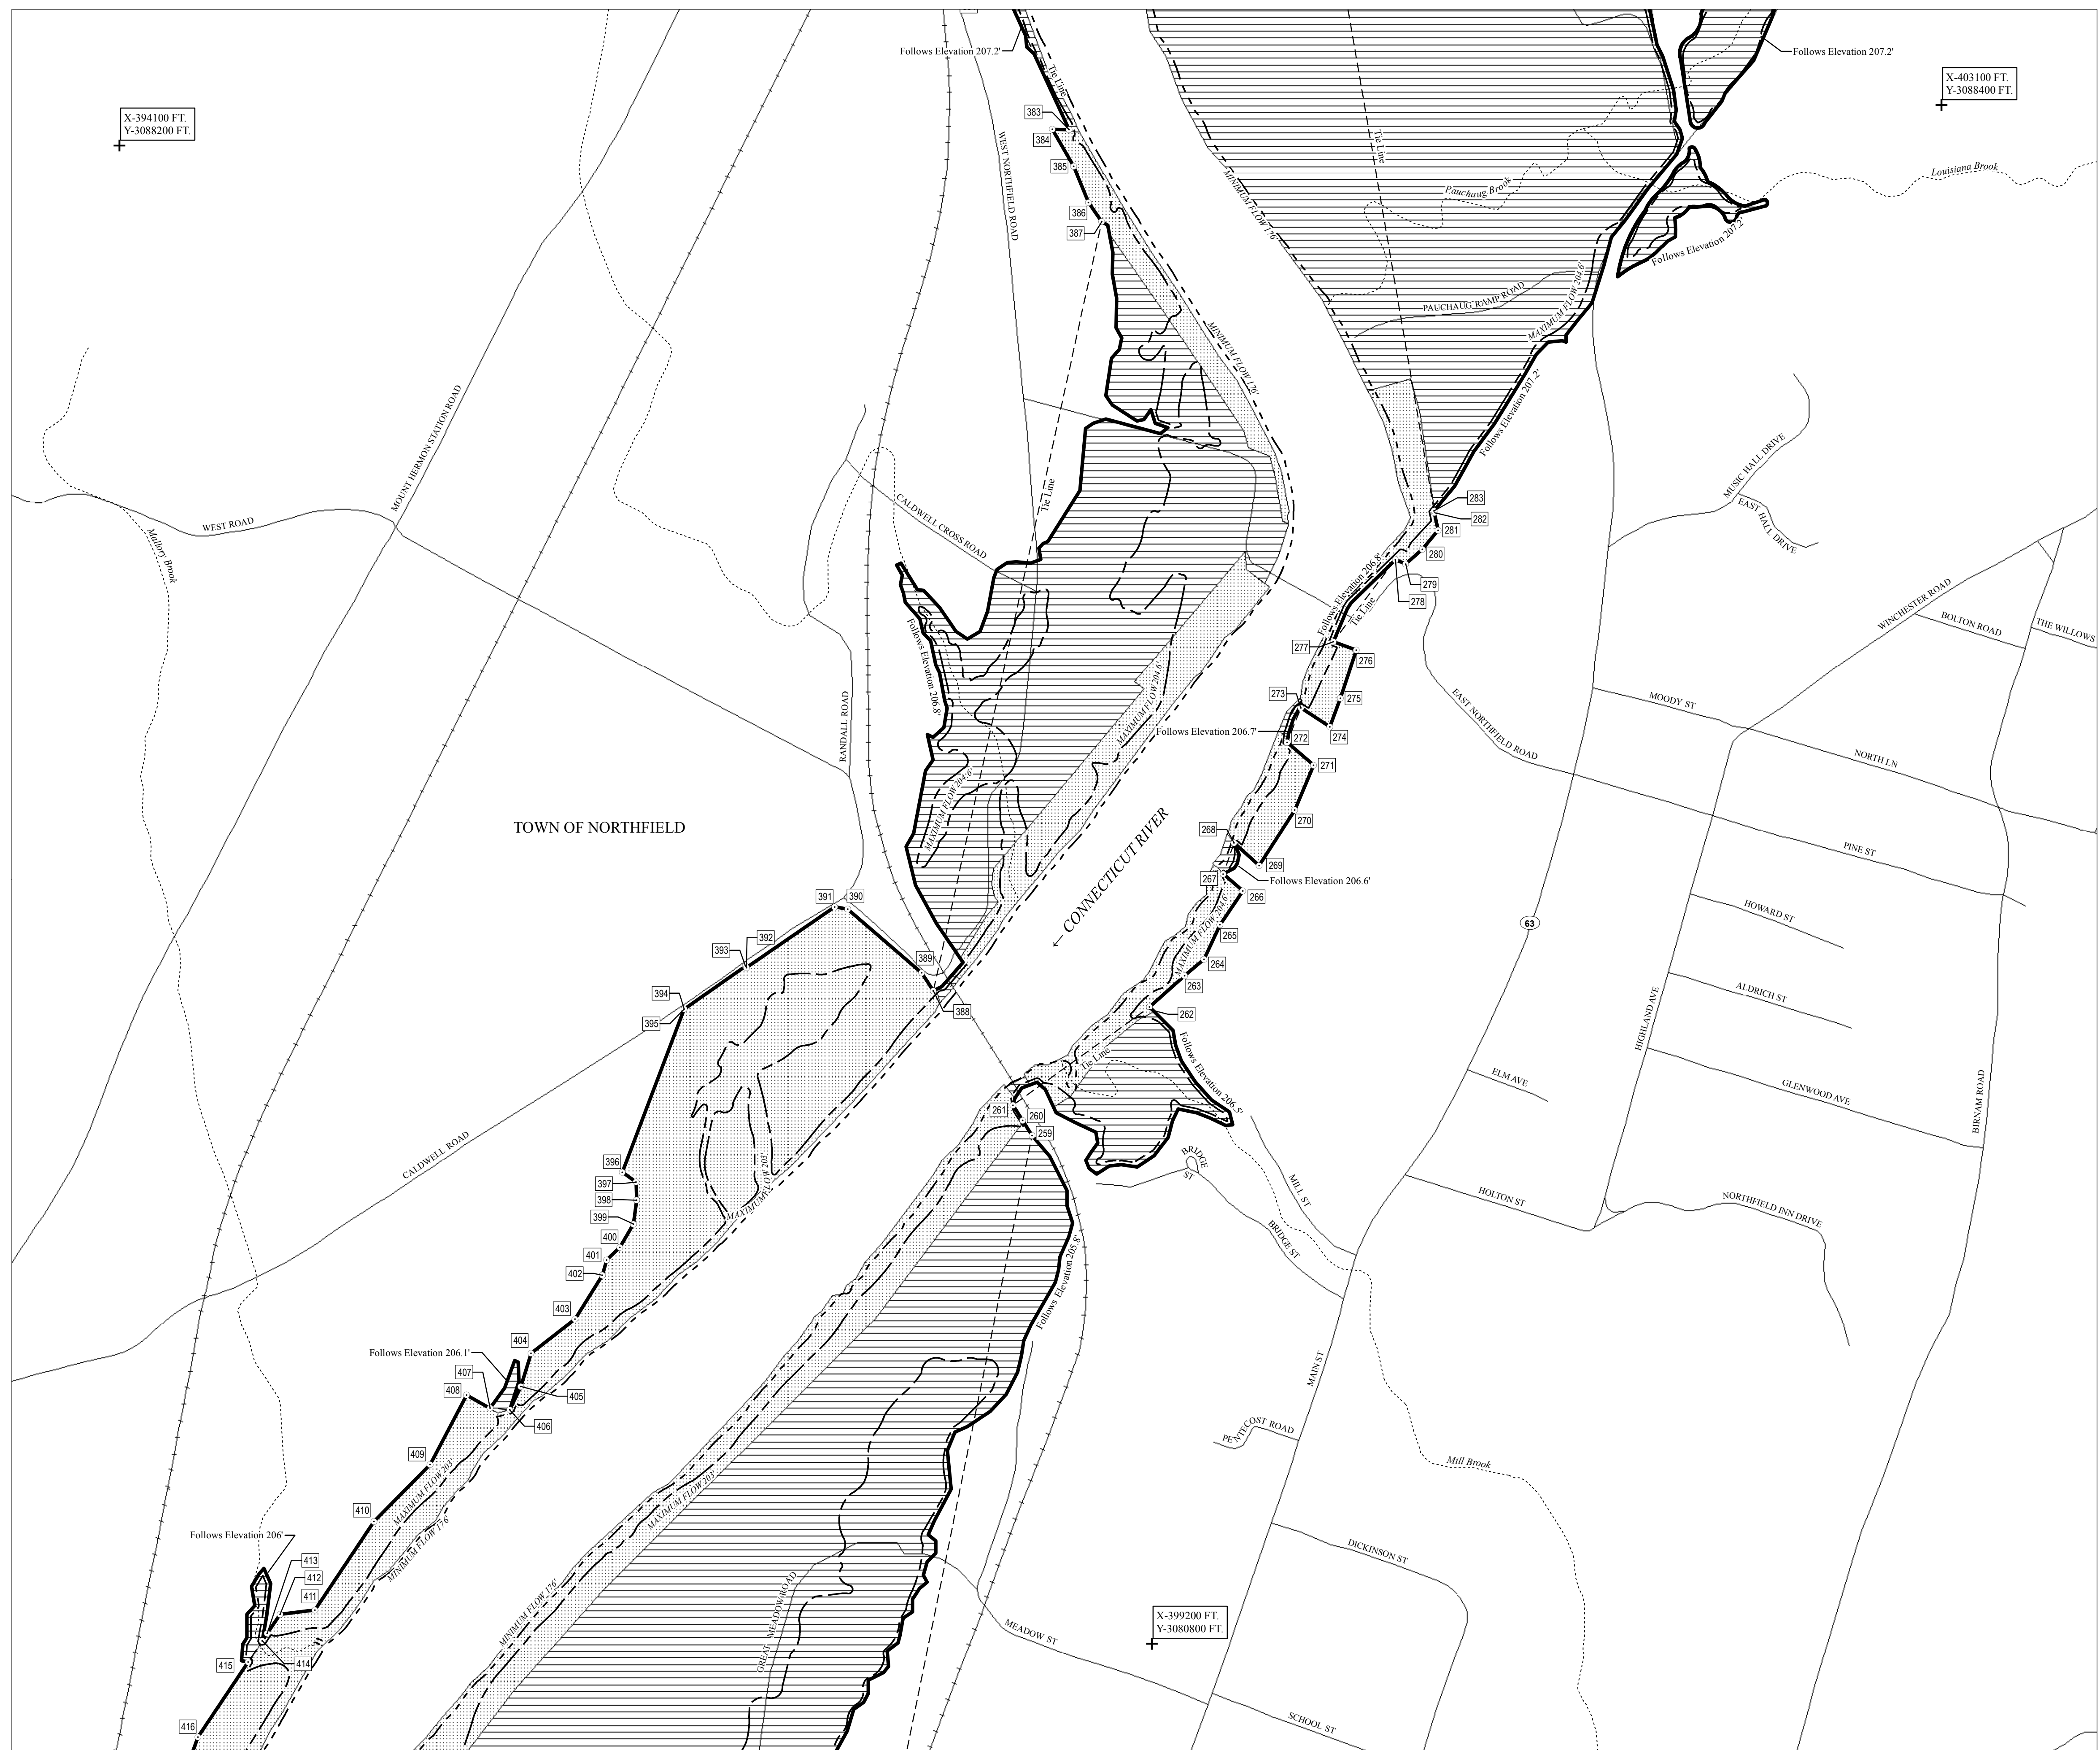 Follows Elevation 207.2'
Follows Elevation 207.2'
X-403100 FT.
Y-3088400 FT.
X-394100 FT.
Y-3088200 FT.
Tie Line
383
384
385
386
387
WEST NORTHFIELD ROAD
MINIMUM FLOW 176'
Tie Line
Pauchaug Brook
Louisiana Brook
Follows Elevation 207.2'
PAUCHAUG RAMP ROAD
MAXIMUM FLOW 204.6'
MINIMUM FLOW 176'
Follows Elevation 207.2'
MOUNT HERMON STATION ROAD
WEST ROAD
Mallory Brook
CALDWELL CROSS ROAD
Tie Line
MUSIC HALL DRIVE
EAST HALL DRIVE
283
282
281
280
279
278
Follows Elevation 206.8'
Tie Line
277
276
275
273
274
272
Follows Elevation 206.7'
271
270
268
269
267
Follows Elevation 206.6'
266
265
264
263
262
WINCHESTER ROAD
BOLTON ROAD
THE WILLOWS
MOODY ST
EAST NORTHFIELD ROAD
NORTH LN
PINE ST
HOWARD ST
ALDRICH ST
HIGHLAND AVE
GLENWOOD AVE
BIRNAM ROAD
63
Follows Elevation 206.8'
RANDALL ROAD
MAXIMUM FLOW 204.6'
MAXIMUM FLOW 204.6'
TOWN OF NORTHFIELD
← CONNECTICUT RIVER
MAXIMUM FLOW 204.6'
391
390
392
393
389
388
394
395
Tie Line
Follows Elevation 206.5'
261
260
259
ELM AVE
BRIDGE
ST
MILL ST
BRIDGE ST
HOLTON ST
NORTHFIELD INN DRIVE
CALDWELL ROAD
396
397
398
399
400
401
402
403
404
MAXIMUM FLOW 203'
Follows Elevation 205.8'
Follows Elevation 206.1'
407
408
405
406
409
410
MAXIMUM FLOW 203'
MINIMUM FLOW 176'
MAXIMUM FLOW 203'
MAIN ST
PENTECOST ROAD
Mill Brook
Follows Elevation 206'
413
412
411
414
415
416
MINIMUM FLOW 176'
GREAT MEADOW ROAD
DICKINSON ST
MEADOW ST
X-399200 FT.
Y-3080800 FT.
SCHOOL ST